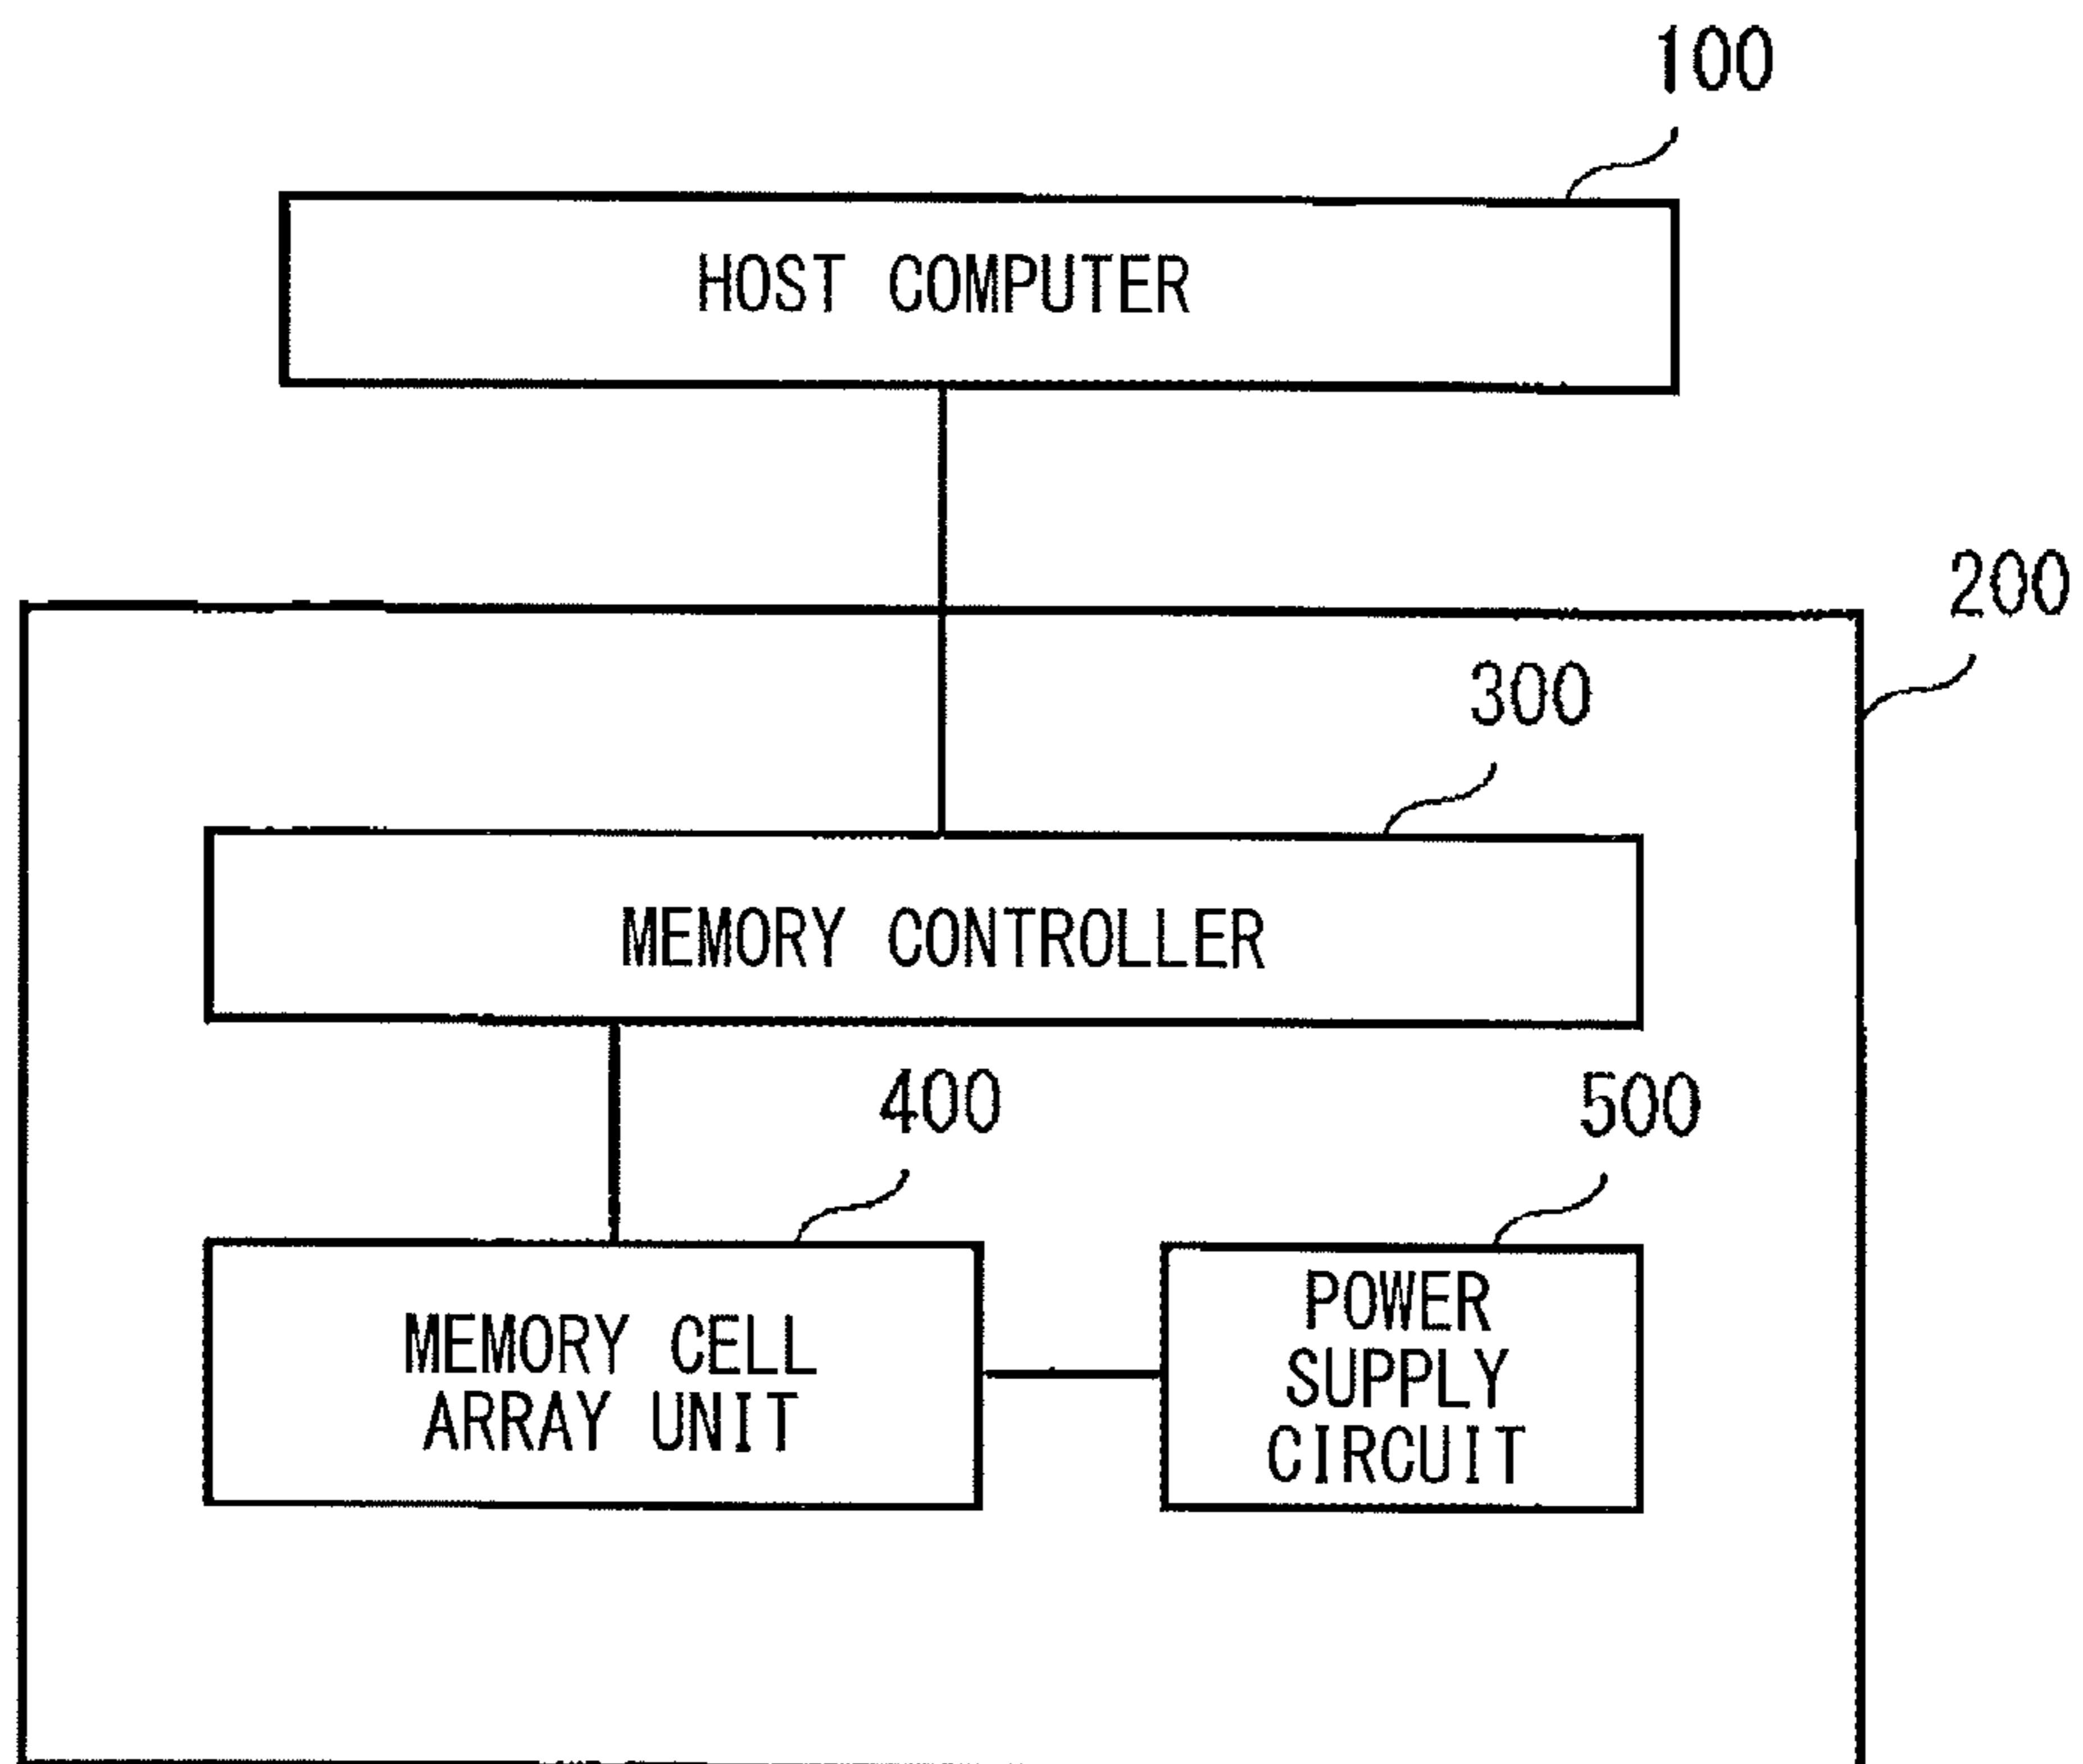 100
HOST COMPUTER
200
300
MEMORY CONTROLLER
400
500
MEMORY CELL
ARRAY UNIT
POWER
SUPPLY
CIRCUIT